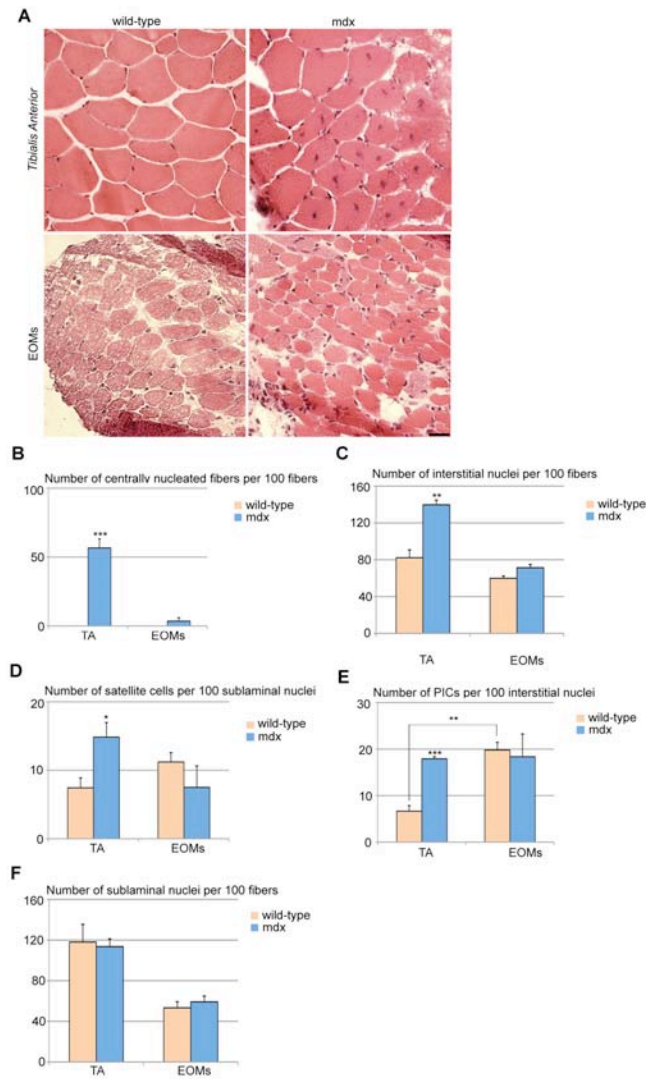 A
wild-type
mdx
Tibialis Anterior
EOMs
B
Number of centrally nucleated fibers per 100 fibers
100
50
0
***
TA
EOMs
wild-type
mdx
C
Number of interstitial nuclei per 100 fibers
160
120
80
40
0
**
TA
EOMs
wild-type
mdx
D
Number of satellite cells per 100 sublaminal nuclei
20
10
0
*
TA
EOMs
wild-type
mdx
E
Number of PICs per 100 interstitial nuclei
30
20
10
0
**
***
TA
EOMs
wild-type
mdx
F
Number of sublaminal nuclei per 100 fibers
160
120
80
40
0
TA
EOMs
wild-type
mdx